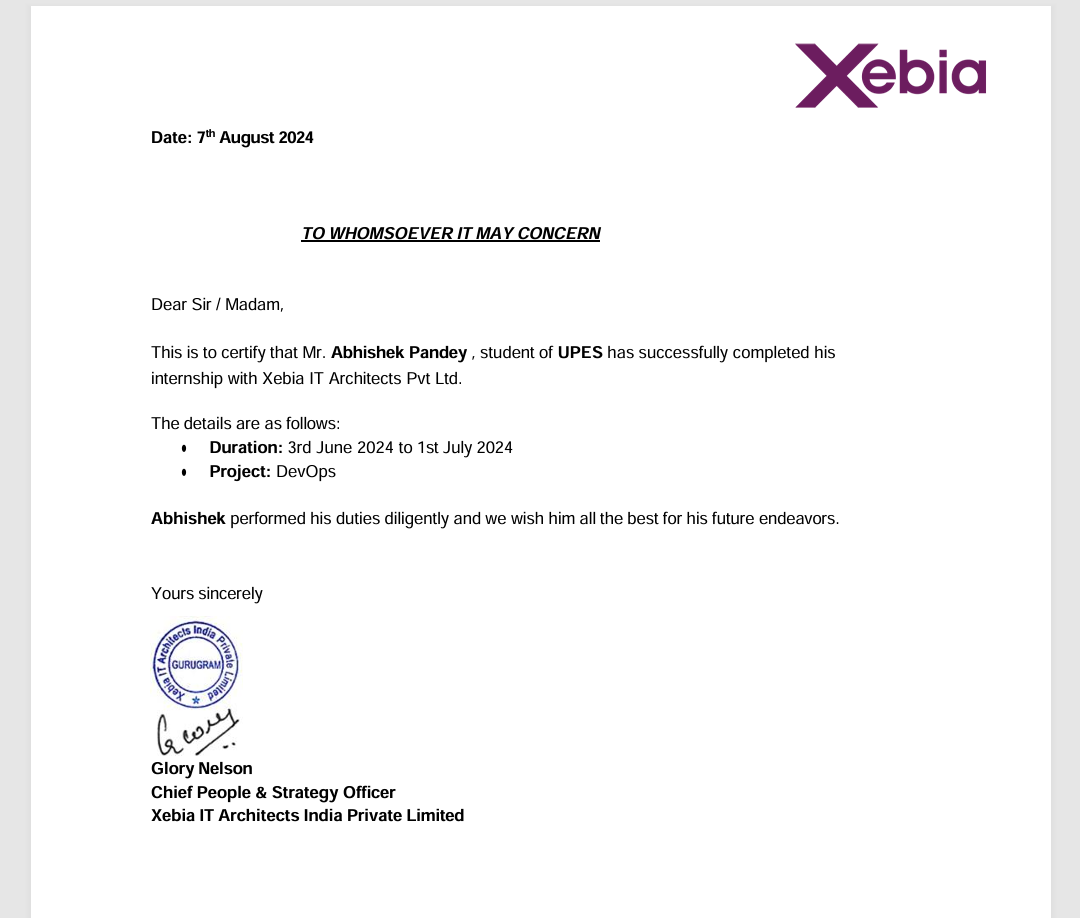 Xebia
Date: 7th August 2024
TO WHOMSOEVER IT MAY CONCERN
Dear Sir / Madam,
This is to certify that Mr. Abhishek Pandey , student of UPES has successfully completed his
internship with Xebia IT Architects Pvt Ltd.
The details are as follows:
• Duration: 3rd June 2024 to 1st July 2024
• Project: DevOps
Abhishek performed his duties diligently and we wish him all the best for his future endeavors.
Yours sincerely
Xebia IT Architects India Private Limited
GURUGRAM
Glory
Glory Nelson
Chief People & Strategy Officer
Xebia IT Architects India Private Limited